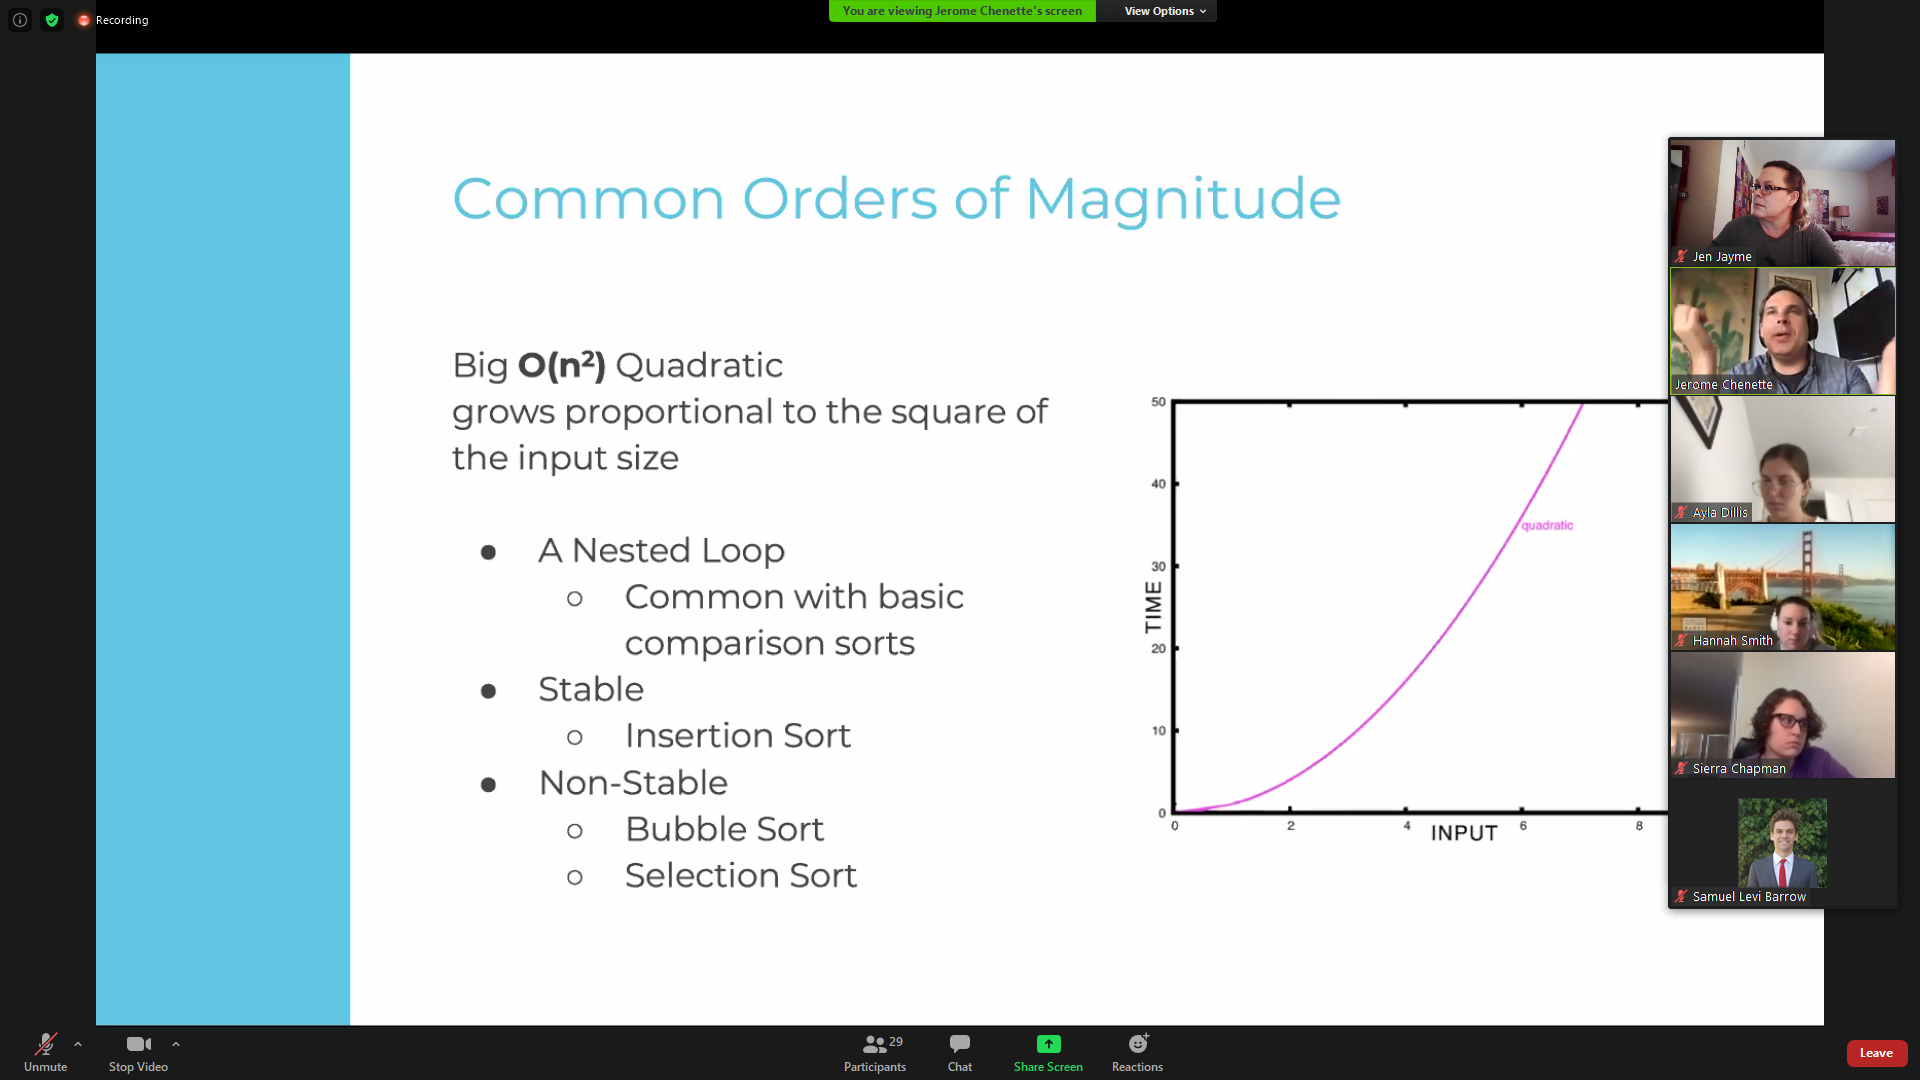 Recording
You are viewing Jerome Chenette's screen
View Options
Common Orders of Magnitude
Big O(n²) Quadratic
grows proportional to the square of
the input size
● A Nested Loop
○ Common with basic
comparison sorts
● Stable
○ Insertion Sort
● Non-Stable
○ Bubble Sort
○ Selection Sort
50
40
30
20
10
0
TIME
quadratic
0 2 4 6 8
INPUT
Jen Jayme
Jerome Chenette
Ayla Dillis
Hannah Smith
Sierra Chapman
Samuel Levi Barrow
Unmute
Stop Video
29
Participants
Chat
Share Screen
Reactions
Leave